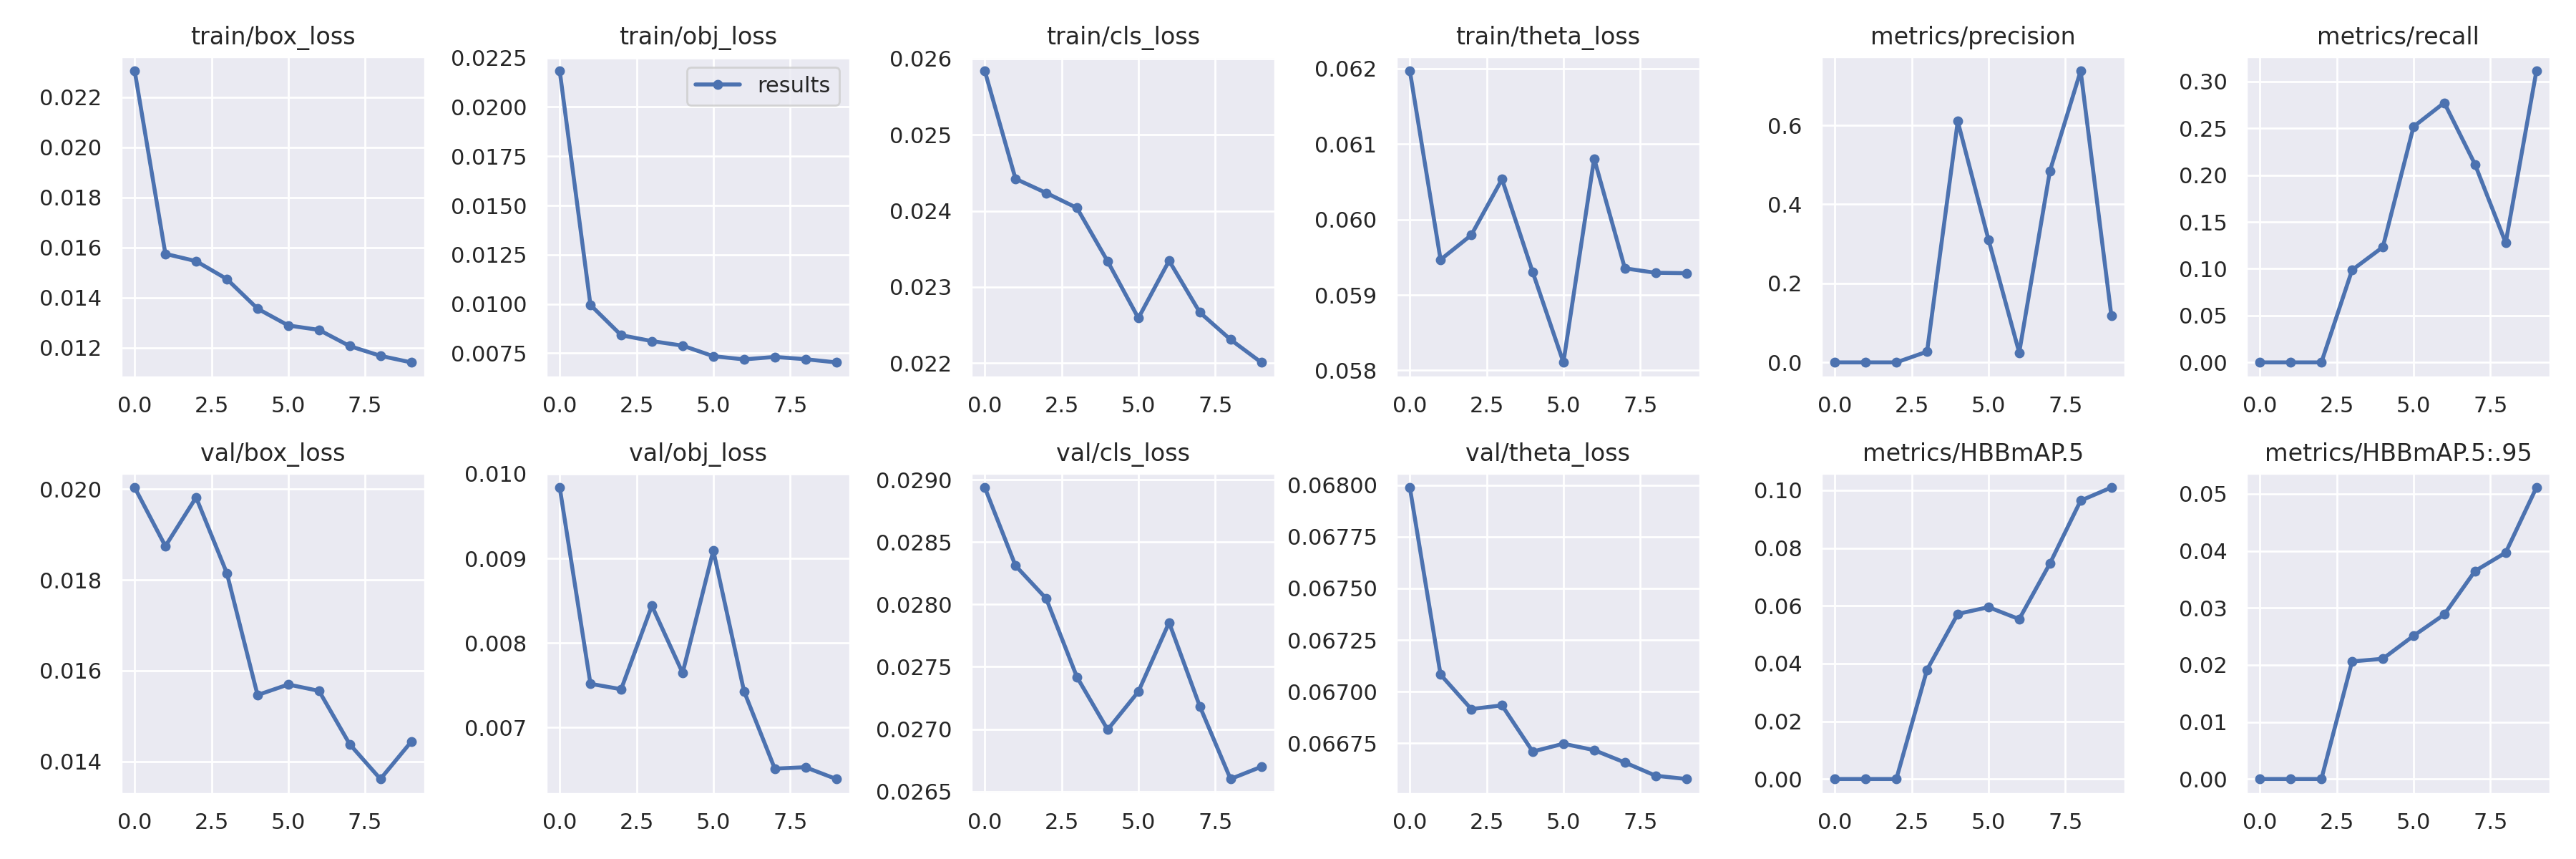 train/box_loss
0.022
0.020
0.018
0.016
0.014
0.012
0.0 2.5 5.0 7.5
train/obj_loss
results
0.0225
0.0200
0.0175
0.0150
0.0125
0.0100
0.0075
0.0 2.5 5.0 7.5
train/cls_loss
0.026
0.025
0.024
0.023
0.022
0.0 2.5 5.0 7.5
train/theta_loss
0.062
0.061
0.060
0.059
0.058
0.0 2.5 5.0 7.5
metrics/precision
0.6
0.4
0.2
0.0
0.0 2.5 5.0 7.5
metrics/recall
0.30
0.25
0.20
0.15
0.10
0.05
0.00
0.0 2.5 5.0 7.5
val/box_loss
0.020
0.018
0.016
0.014
0.0 2.5 5.0 7.5
val/obj_loss
0.010
0.009
0.008
0.007
0.0 2.5 5.0 7.5
val/cls_loss
0.0290
0.0285
0.0280
0.0275
0.0270
0.0265
0.0 2.5 5.0 7.5
val/theta_loss
0.06800
0.06775
0.06750
0.06725
0.06700
0.06675
0.0 2.5 5.0 7.5
metrics/HBBmAP.5
0.10
0.08
0.06
0.04
0.02
0.00
0.0 2.5 5.0 7.5
metrics/HBBmAP.5:.95
0.05
0.04
0.03
0.02
0.01
0.00
0.0 2.5 5.0 7.5